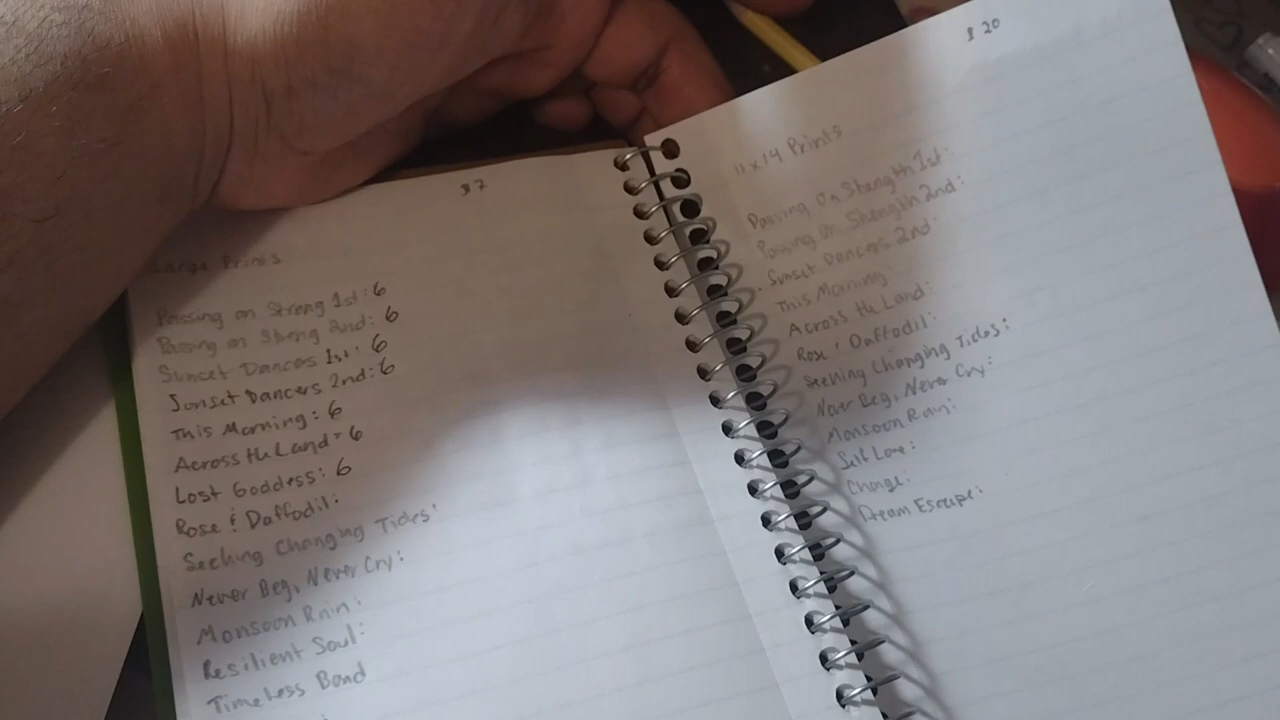 $7
Large Prints
Passing on Streng 1st: 6
Passing on Streng 2nd: 6
Sunset Dancers 1st: 6
Sunset Dancers 2nd: 6
This Morning: 6
Across the Land: 6
Lost Goddess: 6
Rose & Daffodil:
Seeking Changing Tides:
Never Beg, Never Cry:
Monsoon Rain:
Resilient Soul:
Timeless Bond
$ 20
11 x 14 Prints
Passing on Strength 1st:
Passing on Strength 2nd:
Sunset Dancers 2nd
This Morning:
Across the Land:
Rose & Daffodil:
Seeking Changing Tides:
Never Beg, Never Cry:
Monsoon Rain:
Self Love:
Change:
Dream Escape: